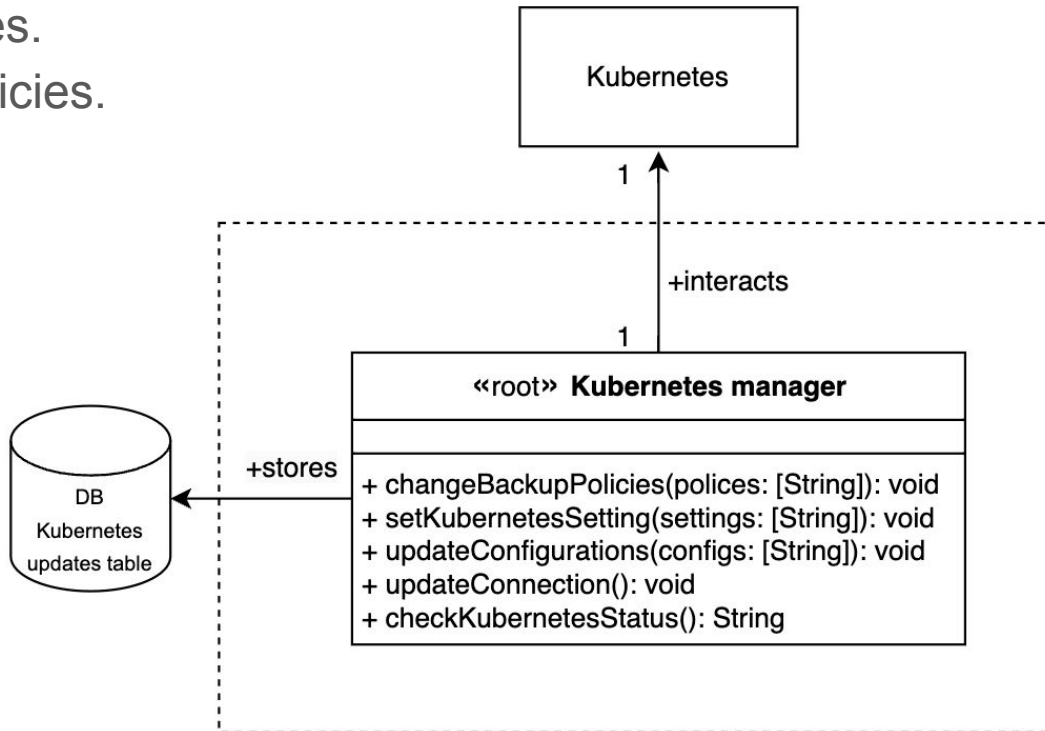 es.
icies.
Kubernetes
1
+interacts
1
«root» Kubernetes manager
+stores
DB
Kubernetes
updates table
+ changeBackupPolicies(polices: [String]): void
+ setKubernetesSetting(settings: [String]): void
+ updateConfigurations(configs: [String]): void
+ updateConnection(): void
+ checkKubernetesStatus(): String